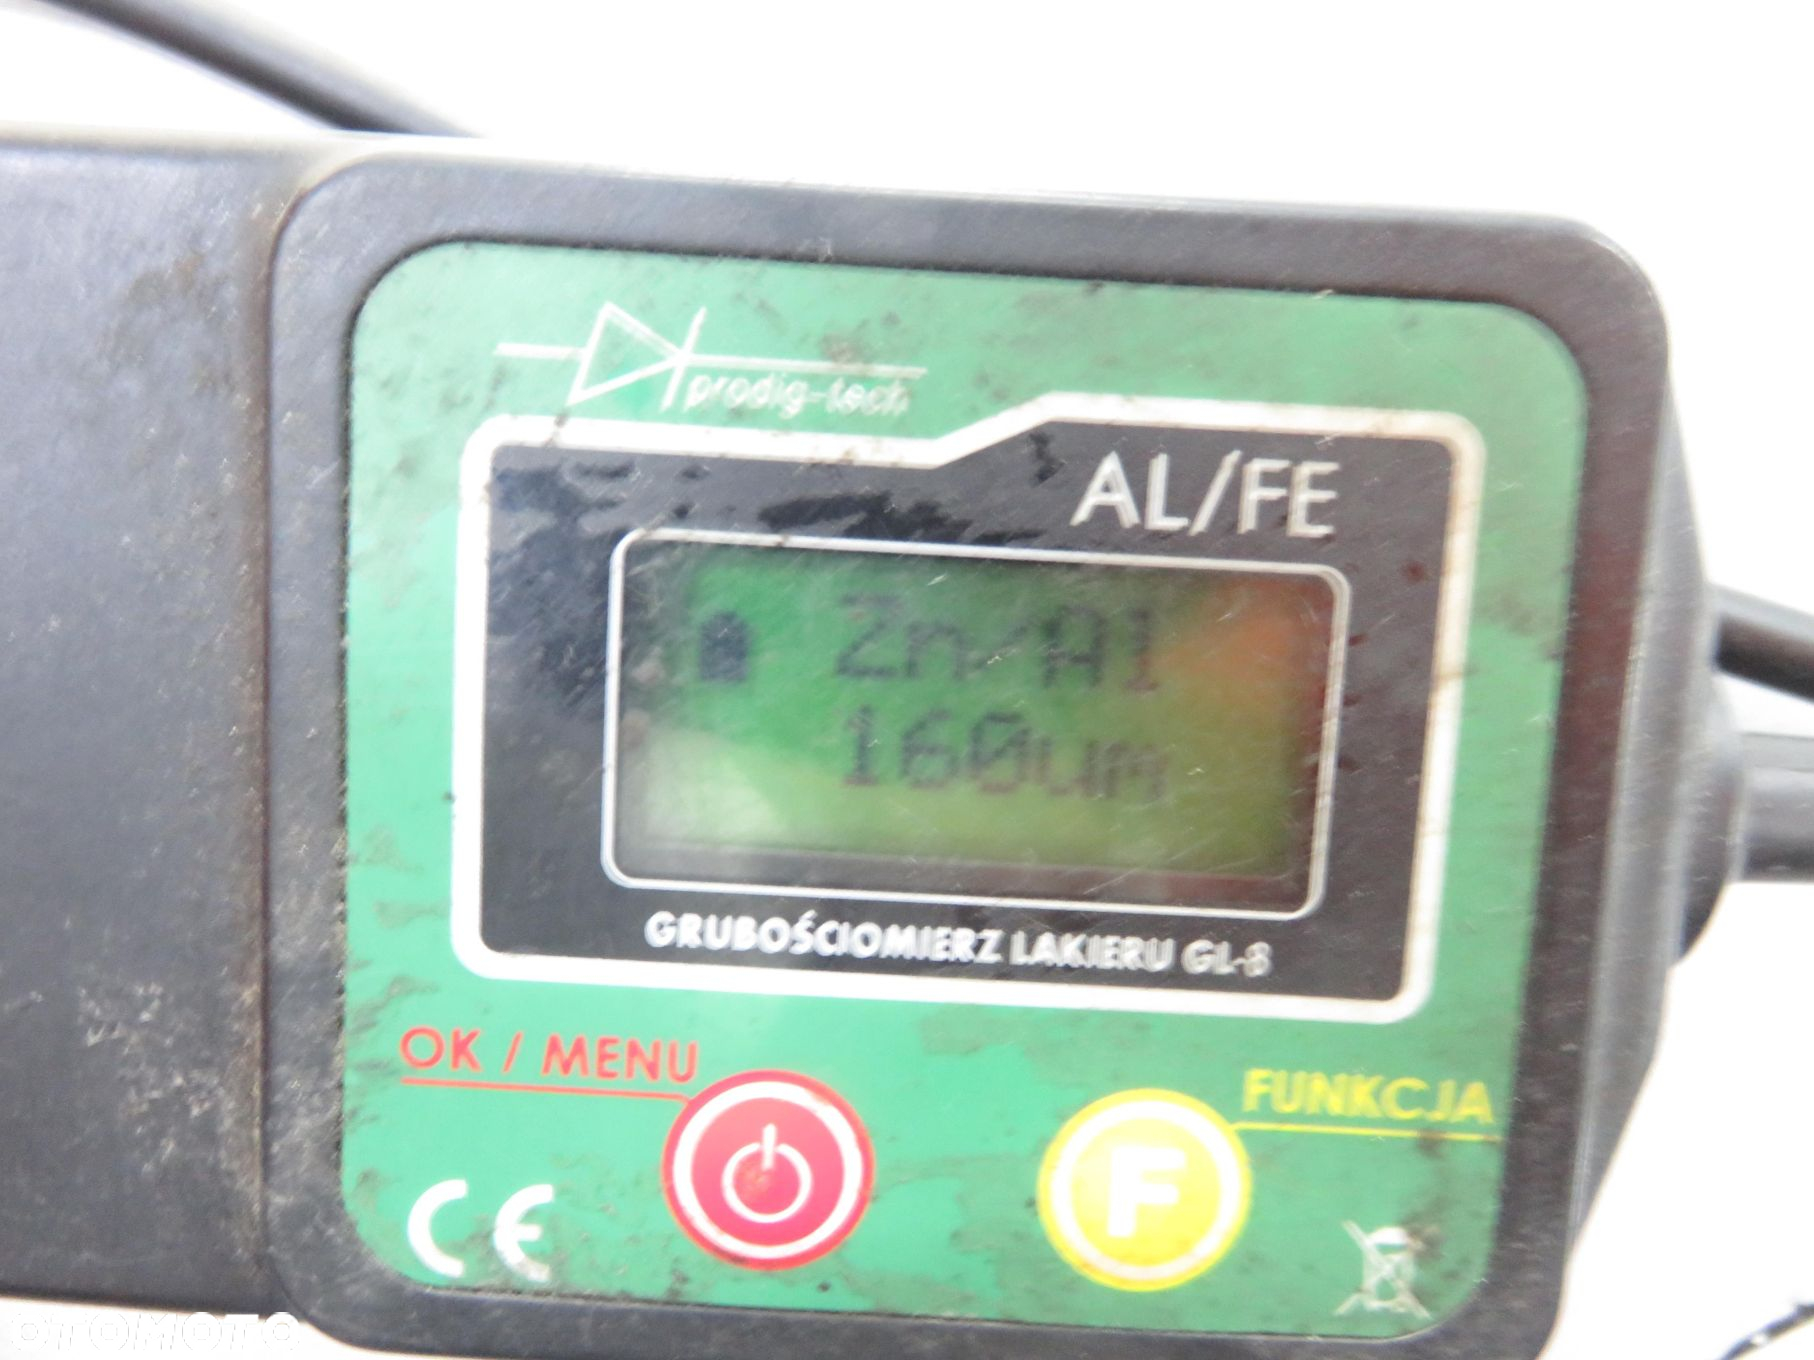 prodig-tech
AL/FE
Zn/Al
160um
GRUBOŚCIOMIERZ LAKIERU GL-8
OK / MENU
FUNKCJA
F
CE
OTOMOTO